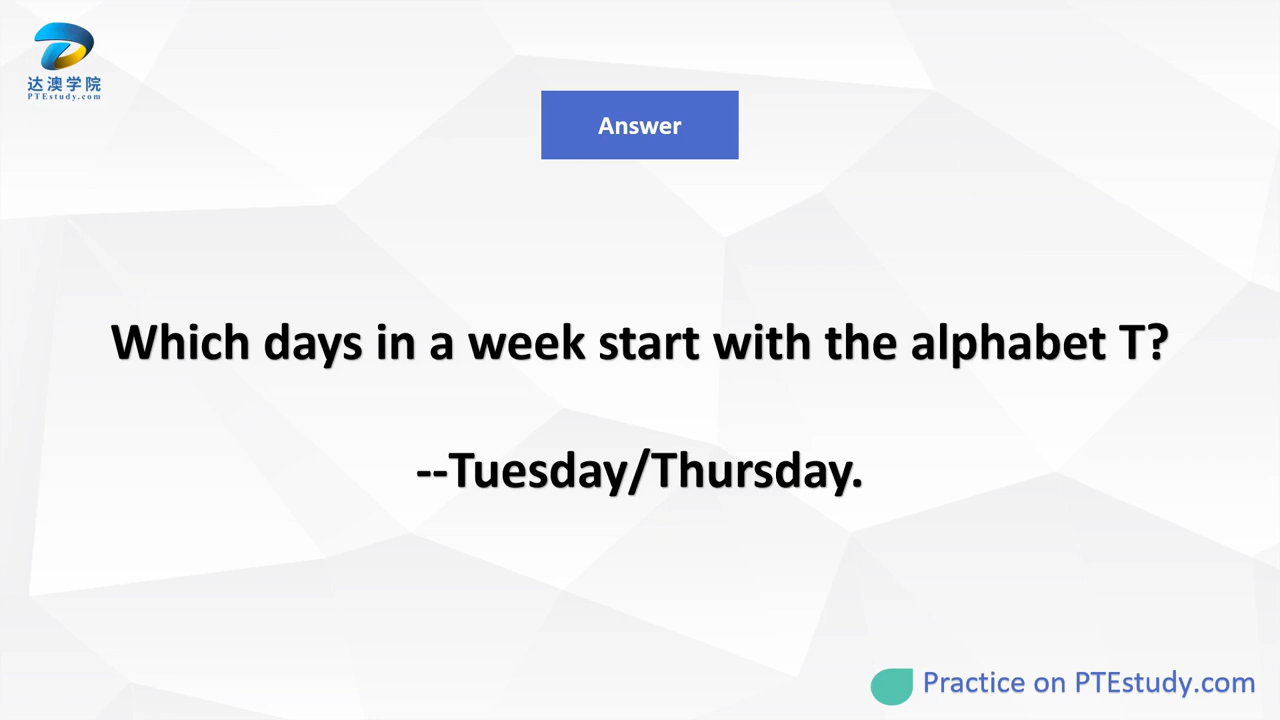 达澳学院
PTEstudy.com
Answer
Which days in a week start with the alphabet T?
--Tuesday/Thursday.
Practice on PTEstudy.com